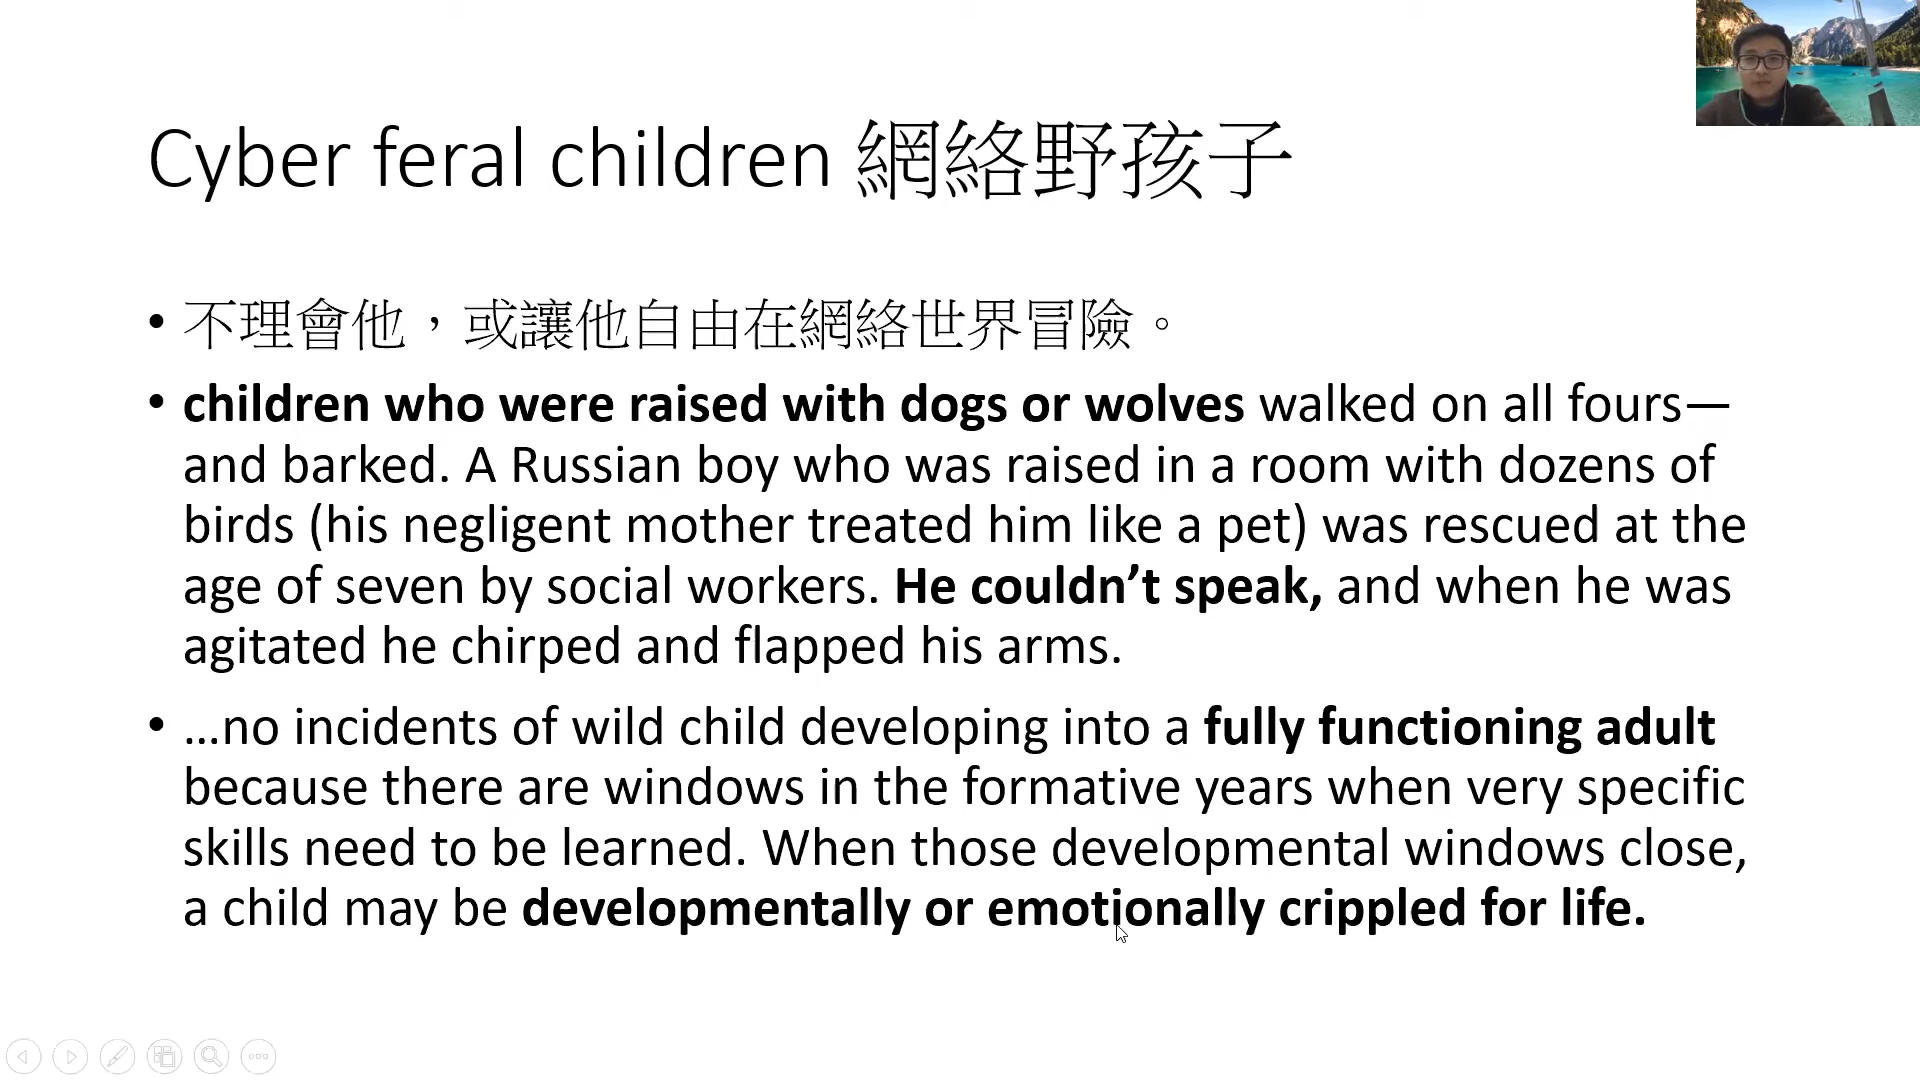 Cyber feral children 網絡野孩子
• 不理會他，或讓他自由在網絡世界冒險。
• children who were raised with dogs or wolves walked on all fours—
and barked. A Russian boy who was raised in a room with dozens of
birds (his negligent mother treated him like a pet) was rescued at the
age of seven by social workers. He couldn’t speak, and when he was
agitated he chirped and flapped his arms.
• …no incidents of wild child developing into a fully functioning adult
because there are windows in the formative years when very specific
skills need to be learned. When those developmental windows close,
a child may be developmentally or emotionally crippled for life.